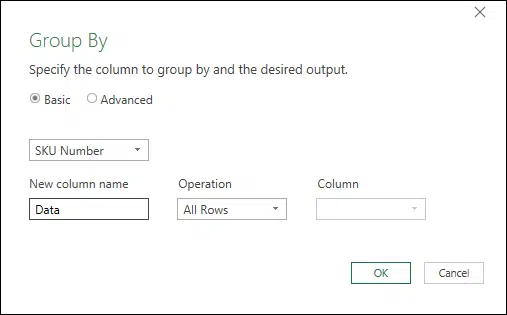 Group By
Specify the column to group by and the desired output.
Basic Advanced
SKU Number
New column name Operation Column
Data All Rows
OK Cancel